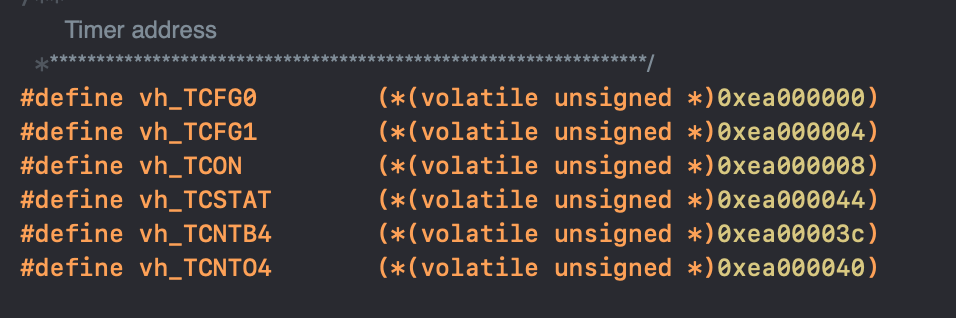 /**
Timer address
****************************************************************/
#define vh_TCFG0 (*(volatile unsigned *)0xea000000)
#define vh_TCFG1 (*(volatile unsigned *)0xea000004)
#define vh_TCON (*(volatile unsigned *)0xea000008)
#define vh_TCSTAT (*(volatile unsigned *)0xea000044)
#define vh_TCNTB4 (*(volatile unsigned *)0xea00003c)
#define vh_TCNTO4 (*(volatile unsigned *)0xea000040)